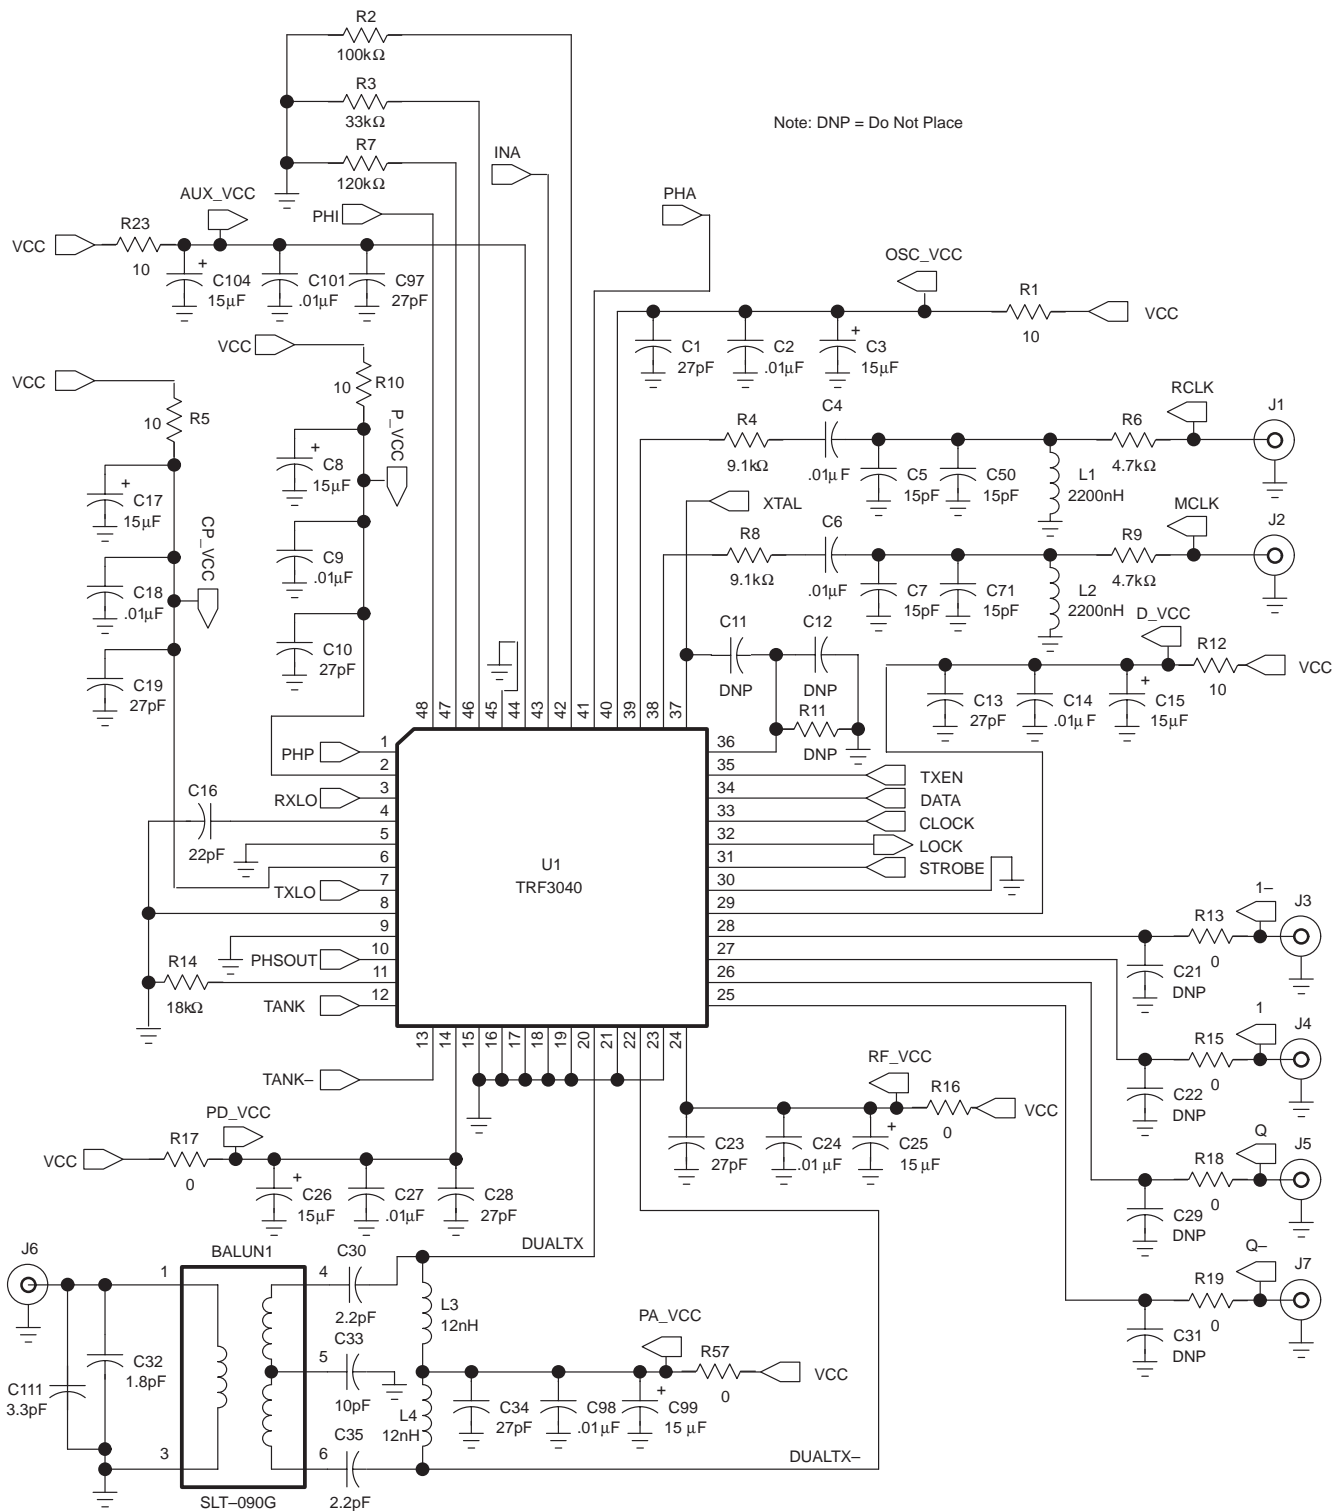 R2
100kΩ
R3
33kΩ
Note: DNP = Do Not Place
R7
120kΩ
INA
AUX_VCC
PHA
PHI
R23
VCC
10
OSC_VCC
+
C104
15μF
C101
.01μF
C97
27pF
R1
VCC
10
C1
27pF
C2
.01μF
+
C3
15μF
VCC
R10
10
VCC
R5
10
P_VCC
RCLK
J1
R4
9.1kΩ
C4
.01μF
R6
4.7kΩ
+
C8
15μF
C5
15pF
C50
15pF
L1
2200nH
+
C17
15μF
XTAL
MCLK
J2
CP_VCC
R8
9.1kΩ
C6
.01μF
R9
4.7kΩ
C9
.01μF
C7
15pF
C71
15pF
L2
2200nH
C18
.01μF
C10
27pF
C11
DNP
C12
DNP
D_VCC
R12
10
VCC
C19
27pF
C13
27pF
C14
.01μF
+
C15
15μF
R11
DNP
48
47
46
45
44
43
42
41
40
39
38
37
PHP
1
36
2
35
TXEN
C16
22pF
RXLO
3
34
DATA
4
33
CLOCK
5
32
LOCK
6
31
STROBE
U1
TRF3040
TXLO
7
30
8
29
9
28
PHSOUT
10
27
R14
18kΩ
11
26
TANK
12
25
1–
J3
R13
0
C21
DNP
13
14
15
16
17
18
19
20
21
22
23
24
1
J4
R15
0
C22
DNP
TANK–
RF_VCC
R16
0
VCC
PD_VCC
R17
0
VCC
C23
27pF
C24
.01μF
+
C25
15μF
Q
J5
R18
0
C29
DNP
+
C26
15μF
C27
.01μF
C28
27pF
DUALTX
J6
BALUN1
C30
2.2pF
1
4
Q–
J7
R19
0
C31
DNP
L3
12nH
PA_VCC
C33
10pF
5
R57
0
VCC
C32
1.8pF
C111
3.3pF
L4
12nH
C34
27pF
C98
.01μF
+
C99
15μF
C35
2.2pF
3
6
DUALTX–
SLT–090G